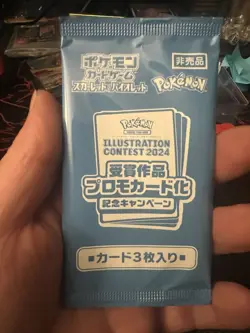 ポケモン
カードゲーム
スカーレット&バイオレット
非売品
Pokémon
Pokémon
ILLUSTRATION
CONTEST 2024
受賞作品
プロモカード化
記念キャンペーン
■カード3枚入り■